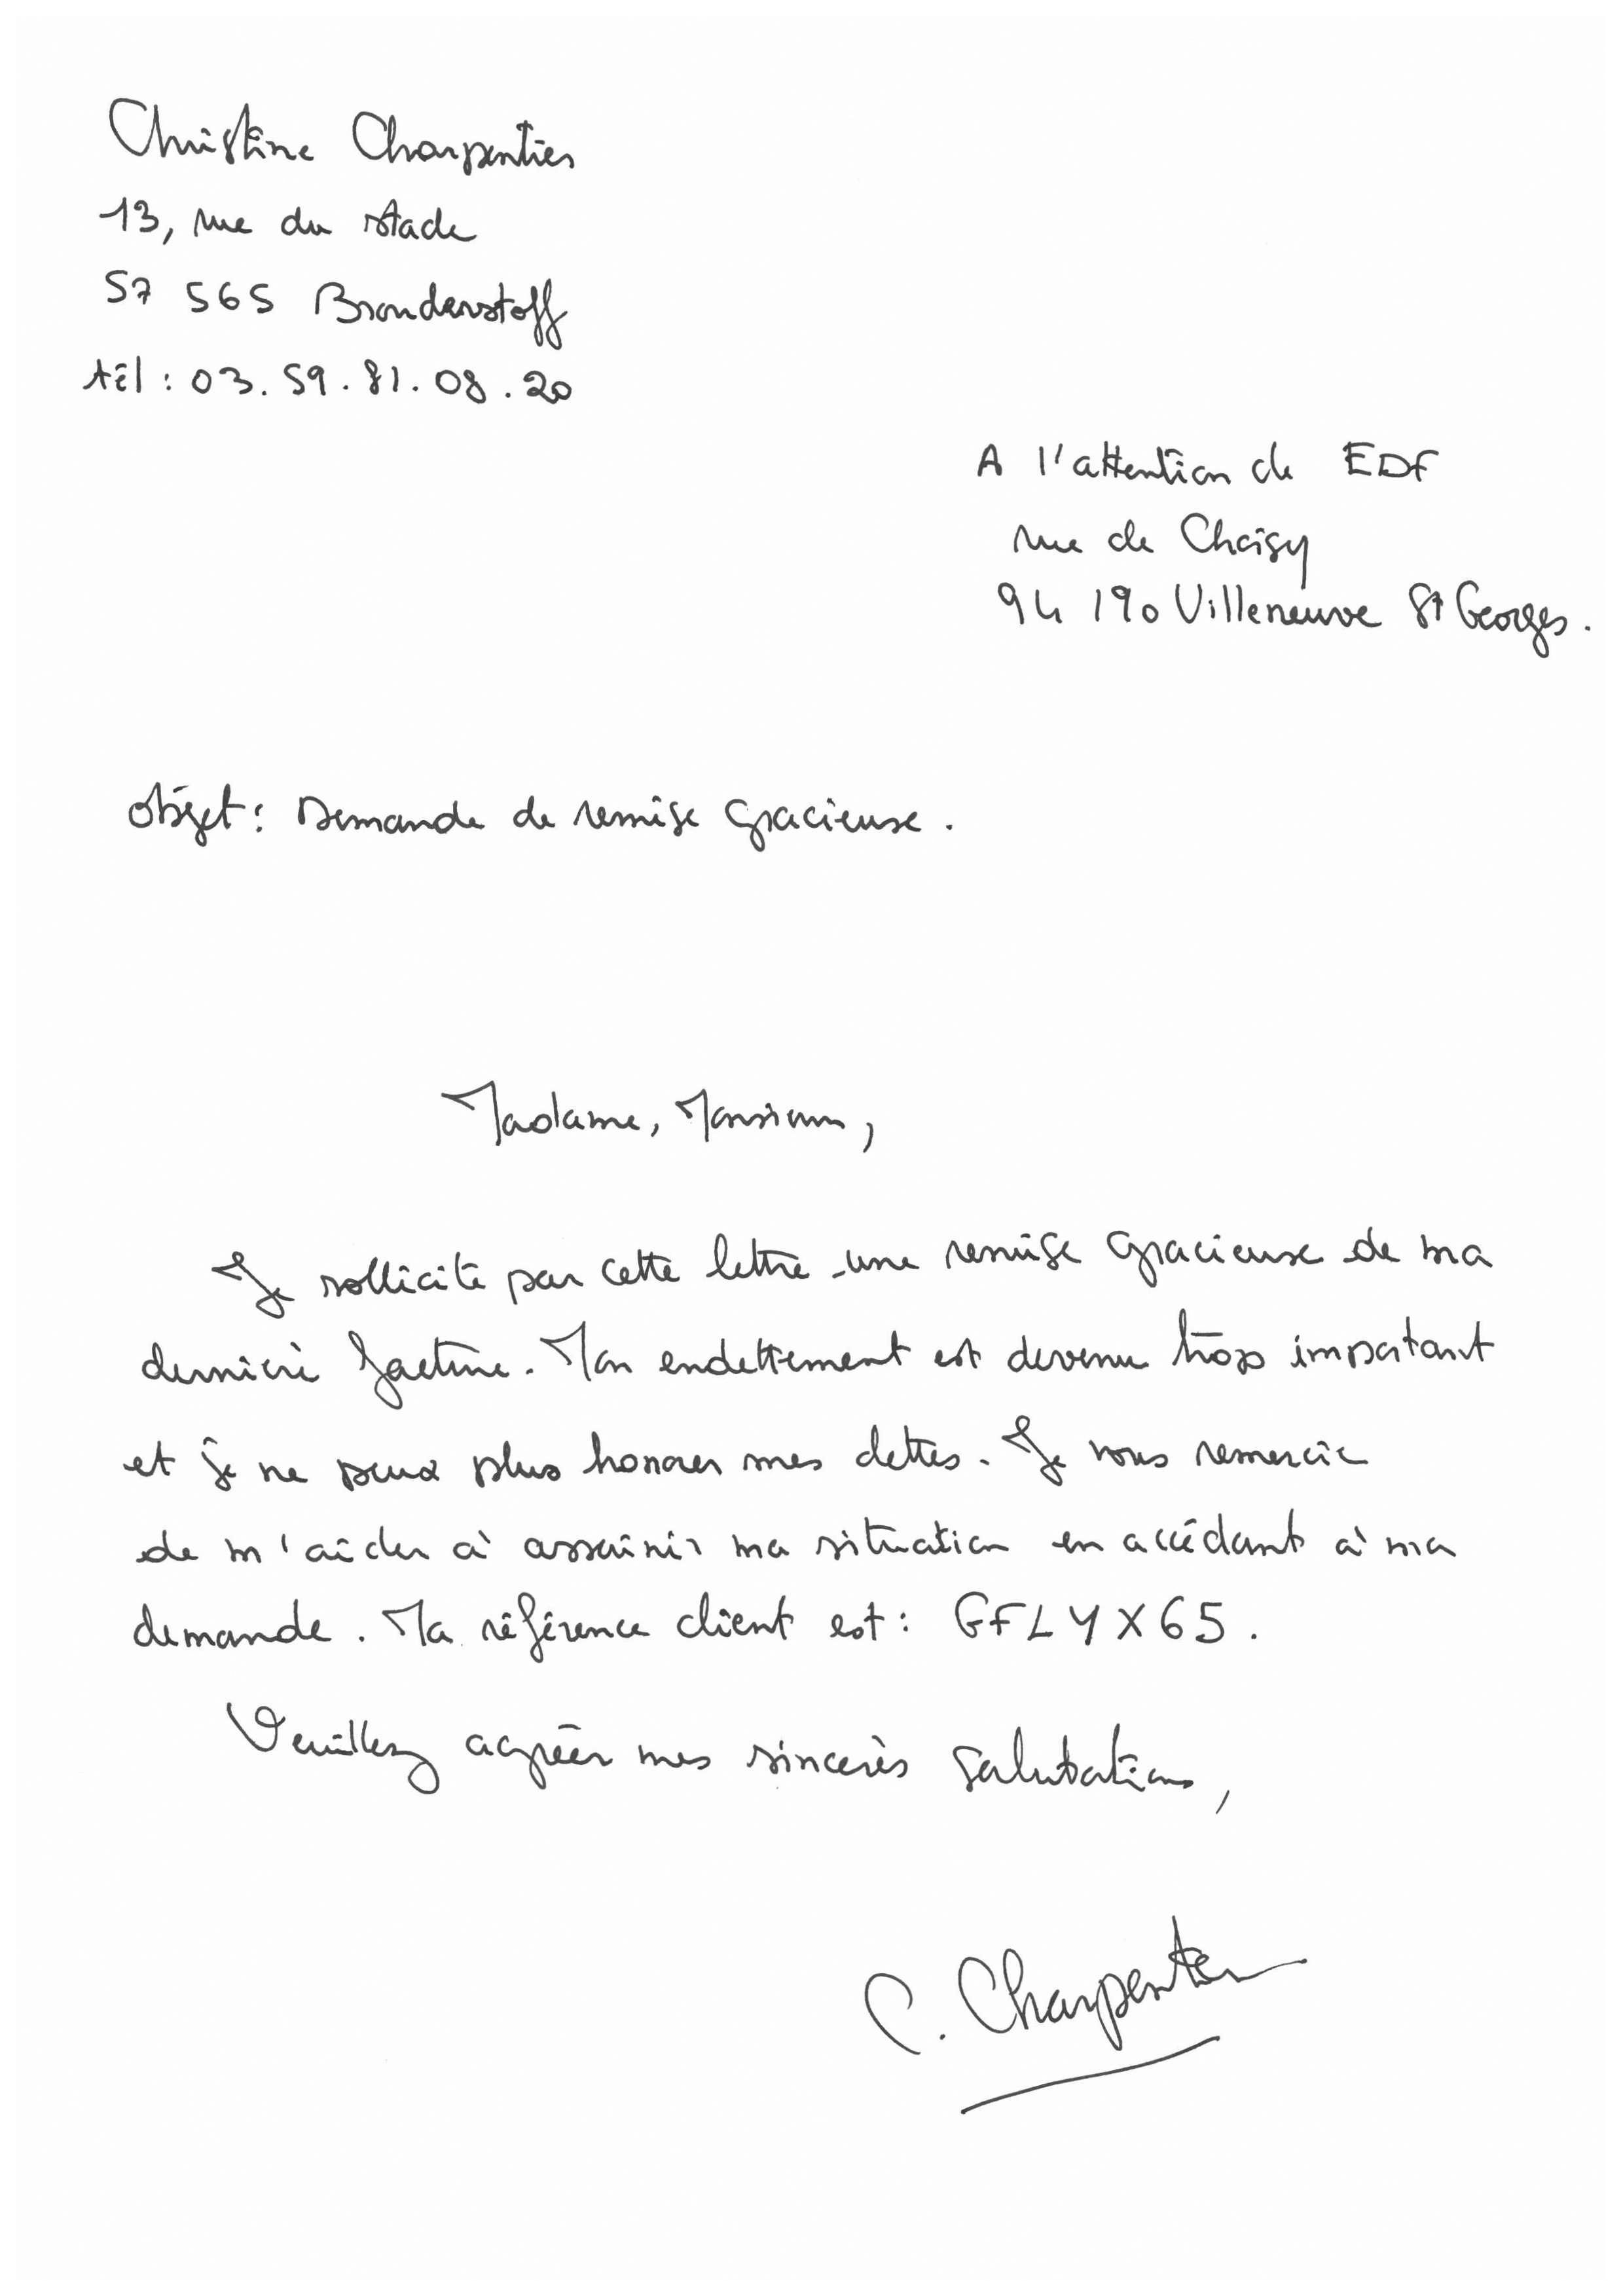 Christine Charpentier
13, rue du stade
57 565 Branderstoff
tél : 03. 59. 81. 08. 20
A l'attention de EDF
rue de Choisy
94 190 Villeneuve St Georges.
Objet : Demande de remise gracieuse.
Madame, Monsieur,
Je sollicite par cette lettre une remise gracieuse de ma
dernière facture. Mon endettement est devenu trop important
et je ne peux plus honorer mes dettes. Je vous remercie
de m'aider à assainir ma situation en accédant à ma
demande. Ma référence client est : GFLYX65.
Veuillez agréer mes sincères salutations,
C. Charpentier